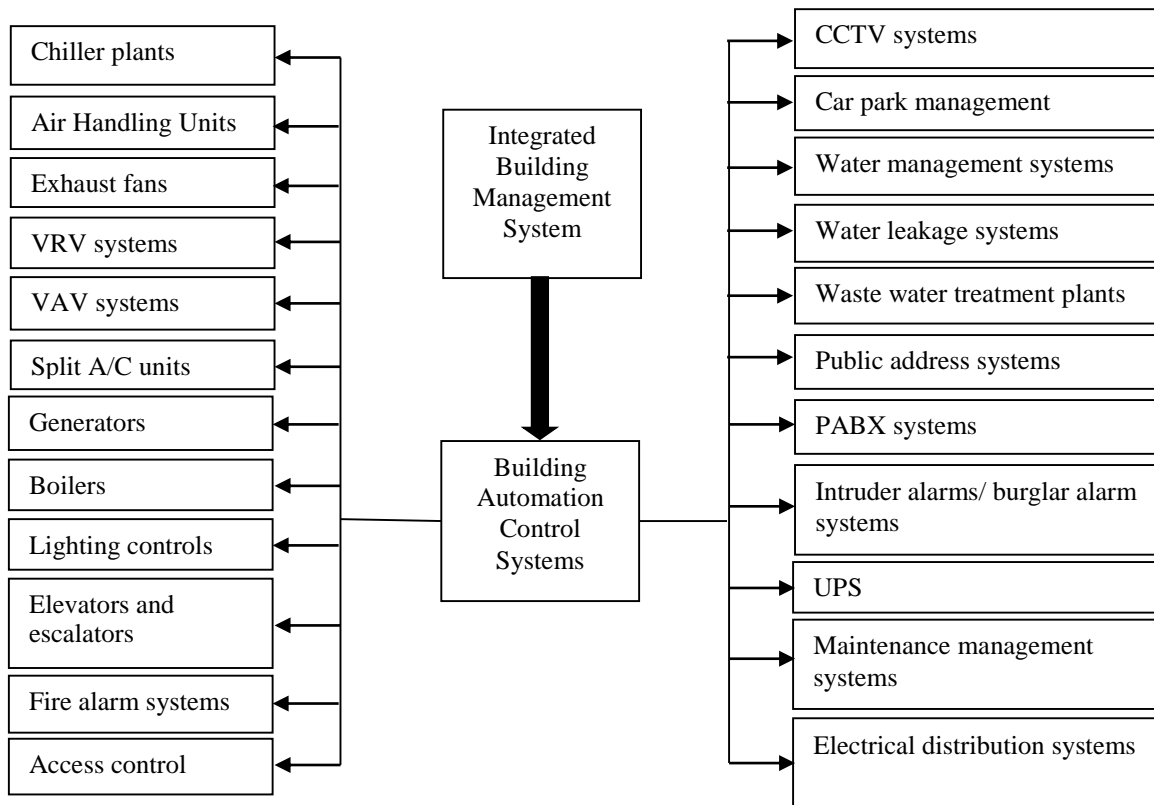 Chiller plants
Air Handling Units
Exhaust fans
VRV systems
VAV systems
Split A/C units
Generators
Boilers
Lighting controls
Elevators and
escalators
Fire alarm systems
Access control
Integrated
Building
Management
System
Building
Automation
Control
Systems
CCTV systems
Car park management
Water management systems
Water leakage systems
Waste water treatment plants
Public address systems
PABX systems
Intruder alarms/ burglar alarm
systems
UPS
Maintenance management
systems
Electrical distribution systems